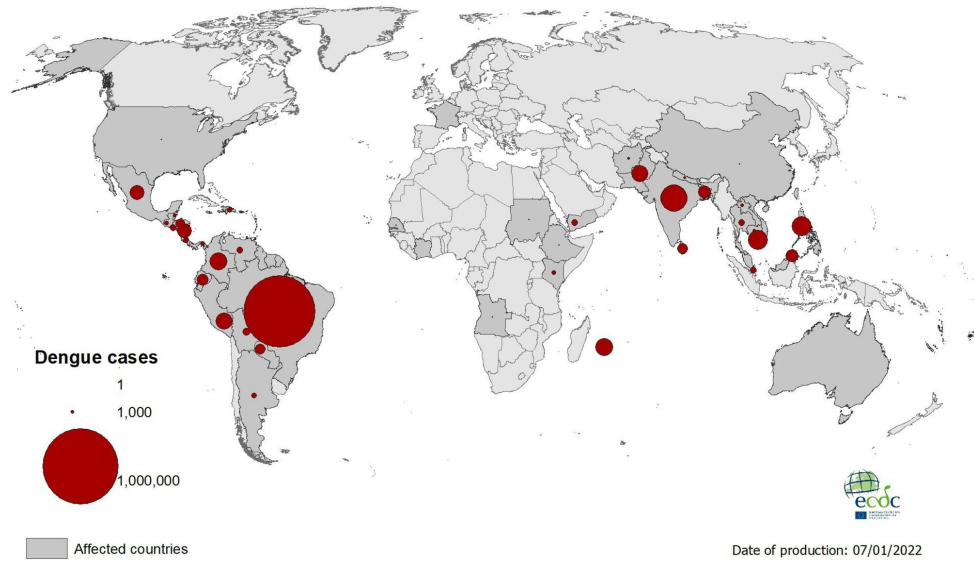 Dengue cases
1
1,000
1,000,000
Affected countries
ecdc
Date of production: 07/01/2022